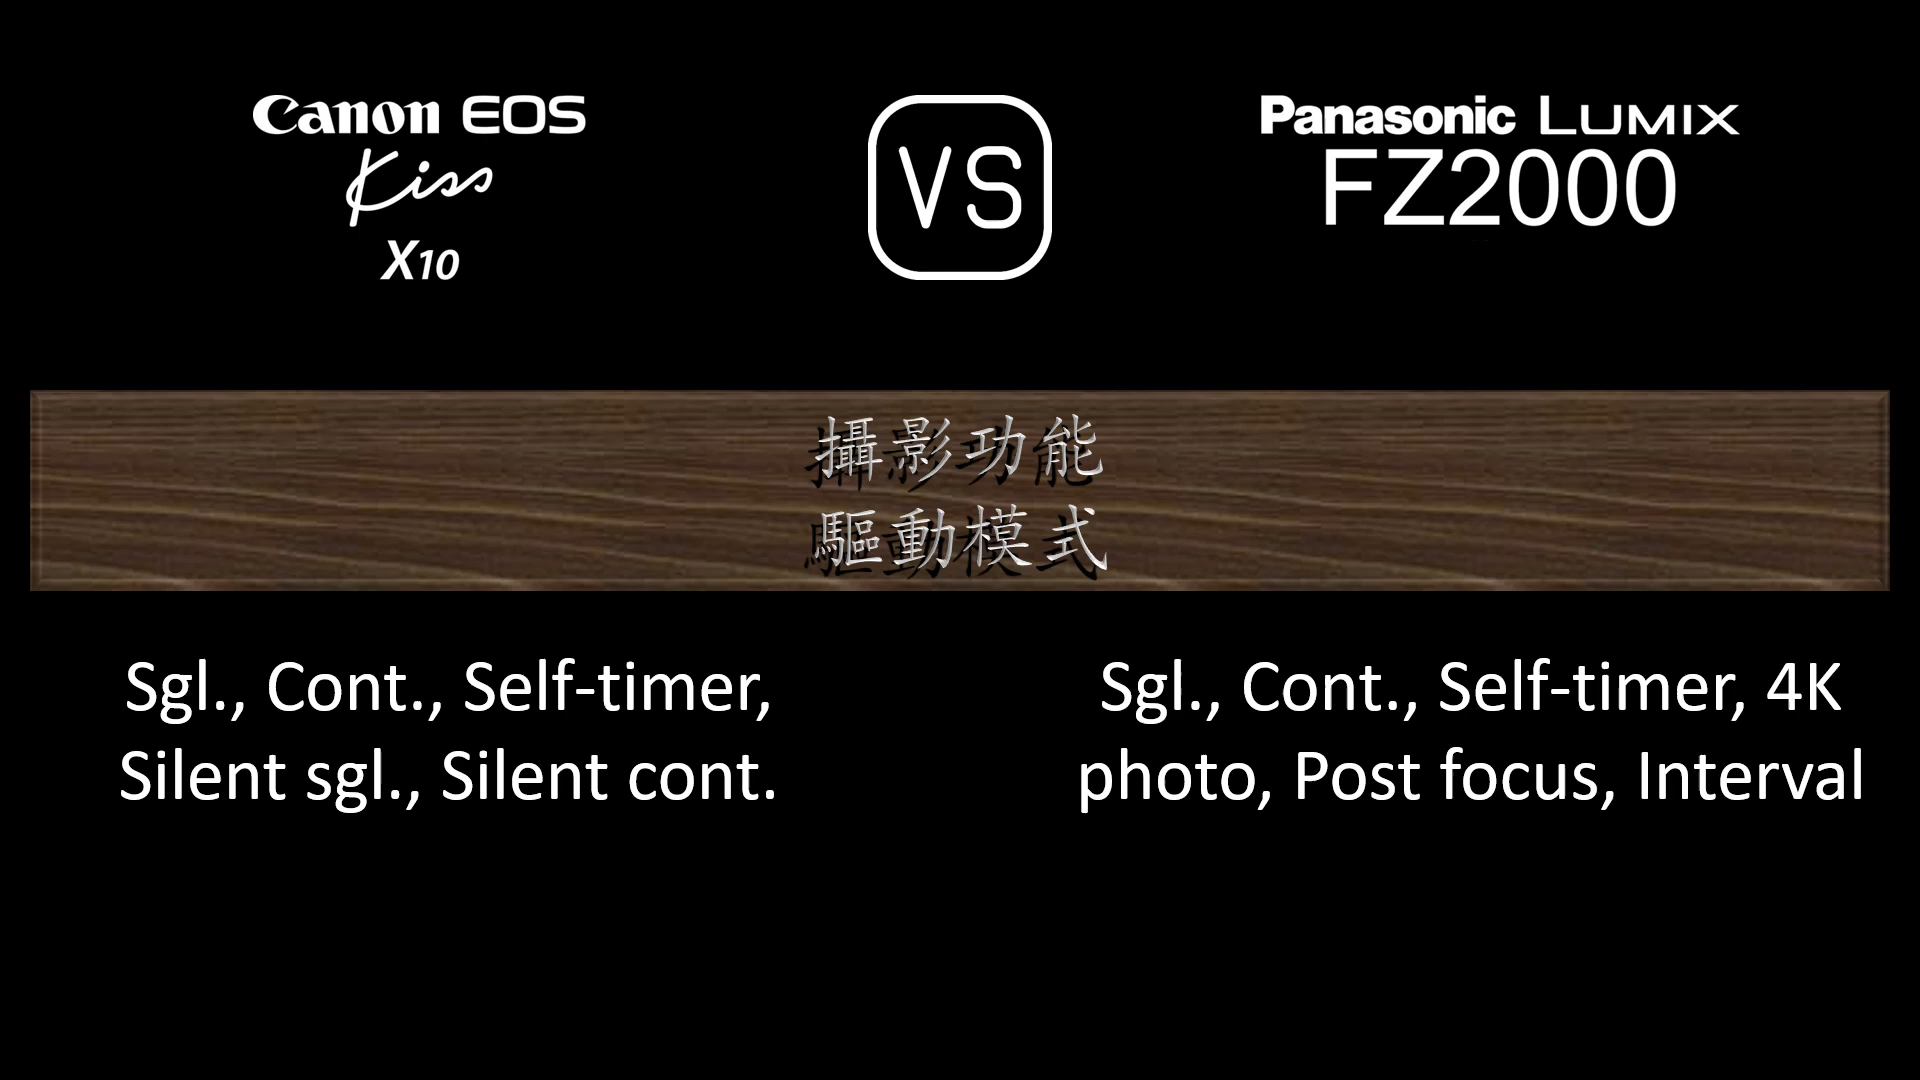 Canon EOS
Kiss
X10
VS
Panasonic LUMIX
FZ2000
攝影功能
驅動模式
Sgl., Cont., Self-timer,
Silent sgl., Silent cont.
Sgl., Cont., Self-timer, 4K
photo, Post focus, Interval